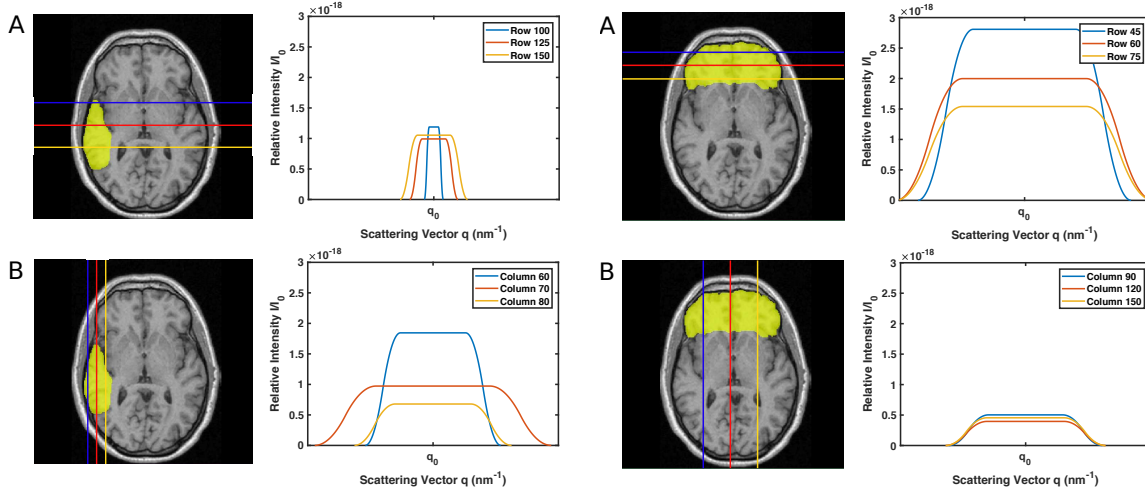 A
×10⁻¹⁸
3
2.5
2
1.5
1
0.5
0
Relative Intensity I/I₀
Row 100
Row 125
Row 150
q₀
Scattering Vector q (nm⁻¹)
A
×10⁻¹⁸
3
2.5
2
1.5
1
0.5
0
Relative Intensity I/I₀
Row 45
Row 60
Row 75
q₀
Scattering Vector q (nm⁻¹)
B
×10⁻¹⁸
3
2.5
2
1.5
1
0.5
0
Relative Intensity I/I₀
Column 60
Column 70
Column 80
q₀
Scattering Vector q (nm⁻¹)
B
×10⁻¹⁸
3
2.5
2
1.5
1
0.5
0
Relative Intensity I/I₀
Column 90
Column 120
Column 150
q₀
Scattering Vector q (nm⁻¹)